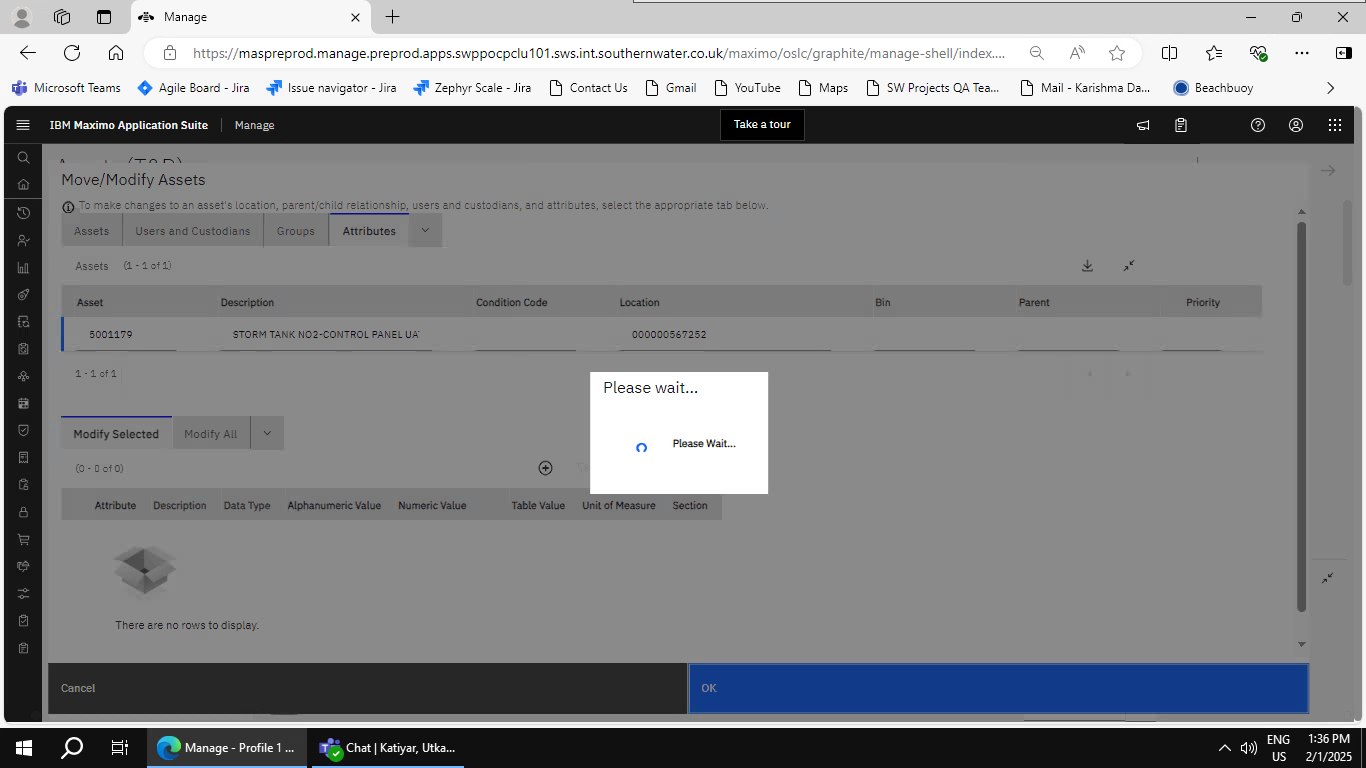 Manage
https://maspreprod.manage.preprod.apps.swppocpclu101.sws.int.southernwater.co.uk/maximo/oslc/graphite/manage-shell/index....
Microsoft Teams
Agile Board - Jira
Issue navigator - Jira
Zephyr Scale - Jira
Contact Us
Gmail
YouTube
Maps
SW Projects QA Tea...
Mail - Karishma Da...
Beachbuoy
IBM Maximo Application Suite
Manage
Take a tour
Move/Modify Assets
To make changes to an asset's location, parent/child relationship, users and custodians, and attributes, select the appropriate tab below.
Assets
Users and Custodians
Groups
Attributes
Assets (1 - 1 of 1)
Asset Description Condition Code Location Bin Parent Priority
5001179 STORM TANK NO2-CONTROL PANEL UA 000000567252
1 - 1 of 1
Please wait...
Please Wait...
Modify Selected
Modify All
(0 - 0 of 0)
Attribute Description Data Type Alphanumeric Value Numeric Value Table Value Unit of Measure Section
There are no rows to display.
Cancel
OK
Manage - Profile 1 ...
Chat | Katiyar, Utka...
ENG
US
1:36 PM
2/1/2025